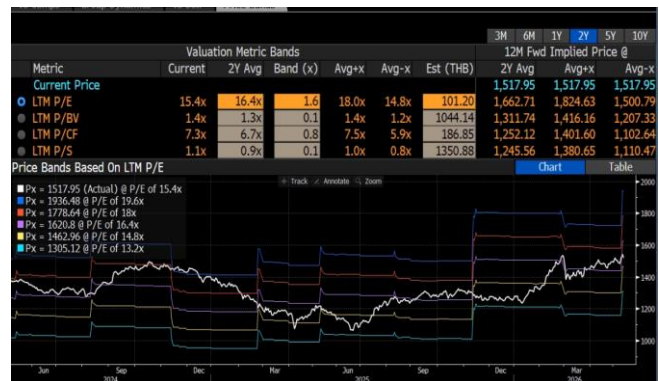 3M 6M 1Y 2Y 5Y 10Y
Valuation Metric Bands 12M Fwd Implied Price @
Metric Current 2Y Avg Band (x) Avg+x Avg-x Est (THB) 2Y Avg Avg+x Avg-x
Current Price 1,517.95 1,517.95 1,517.95
LTM P/E 15.4x 16.4x 1.6 18.0x 14.8x 101.20 1,662.71 1,824.63 1,500.79
LTM P/BV 1.4x 1.3x 0.1 1.4x 1.2x 1044.14 1,311.74 1,416.16 1,207.33
LTM P/CF 7.3x 6.7x 0.8 7.5x 5.9x 186.85 1,252.12 1,401.60 1,102.64
LTM P/S 1.1x 0.9x 0.1 1.0x 0.8x 1350.88 1,245.56 1,380.65 1,110.47
Price Bands Based On LTM P/E Chart Table
Track Annotate Zoom
Px = 1517.95 (Actual) @ P/E of 15.4x
Px = 1936.48 @ P/E of 19.6x
Px = 1778.64 @ P/E of 18x
Px = 1620.8 @ P/E of 16.4x
Px = 1462.96 @ P/E of 14.8x
Px = 1305.12 @ P/E of 13.2x
2000
1800
1600
1400
1200
1000
Jun Sep Dec Mar Jun Sep Dec Mar
2024 2025 2026